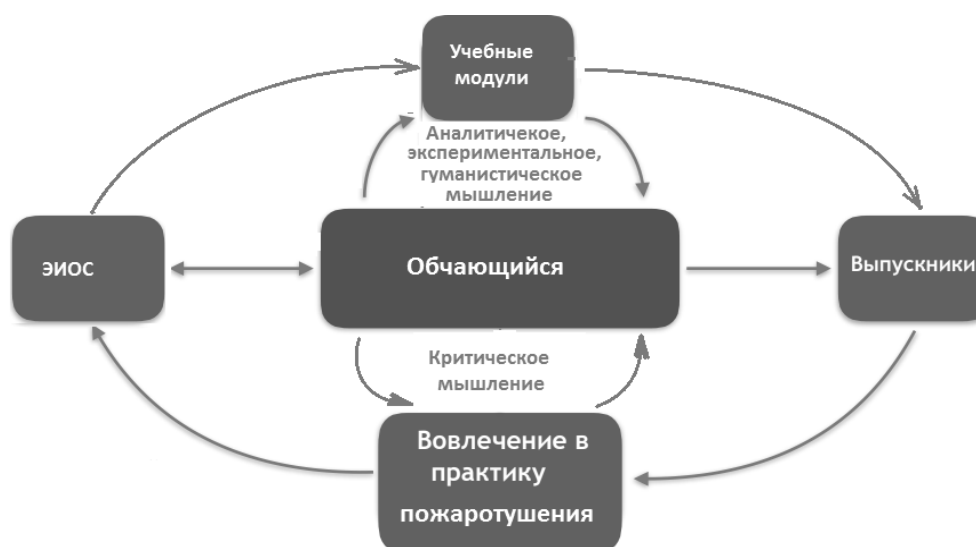 Учебные
модули
Аналитичекое,
экспериментальное,
гуманистическое
мышление
ЭИОС
Обчающийся
Выпускники
Критическое
мышление
Вовлечение в
практику
пожаротушения